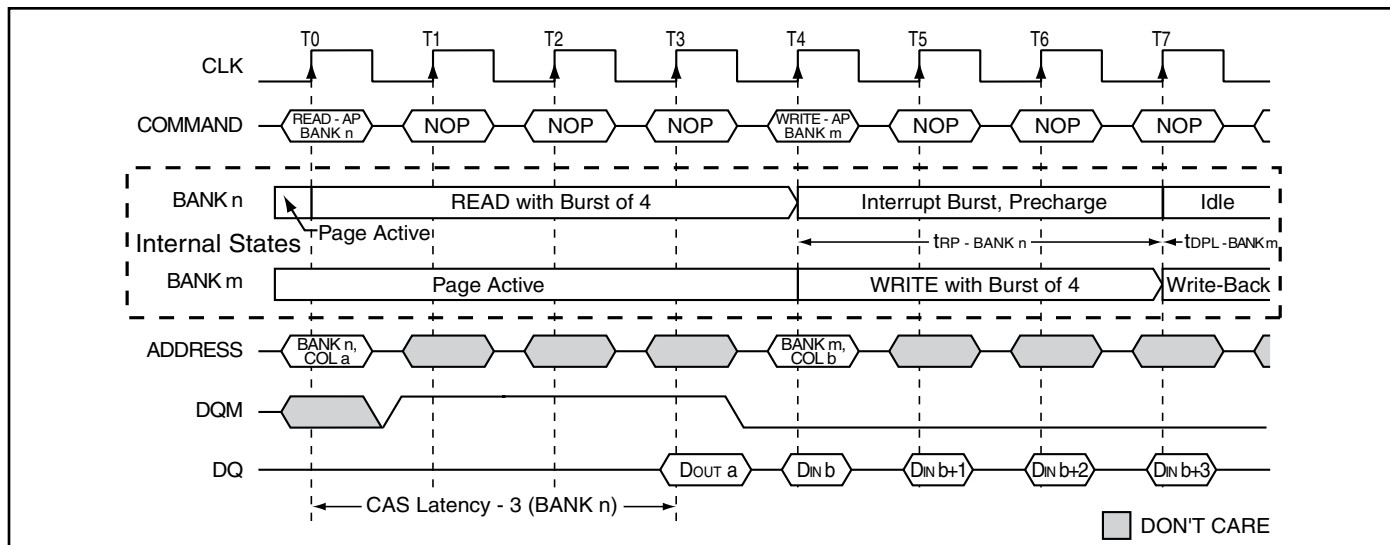 T0 T1 T2 T3 T4 T5 T6 T7
CLK
COMMAND READ - AP BANK n NOP NOP NOP WRITE - AP BANK m NOP NOP NOP
BANK n READ with Burst of 4 Interrupt Burst, Precharge Idle
Internal States Page Active tRP - BANK n tDPL - BANK m
BANK m Page Active WRITE with Burst of 4 Write-Back
ADDRESS BANK n, COL a BANK m, COL b
DQM
DQ DOUT a DIN b DIN b+1 DIN b+2 DIN b+3
CAS Latency - 3 (BANK n)
DON'T CARE